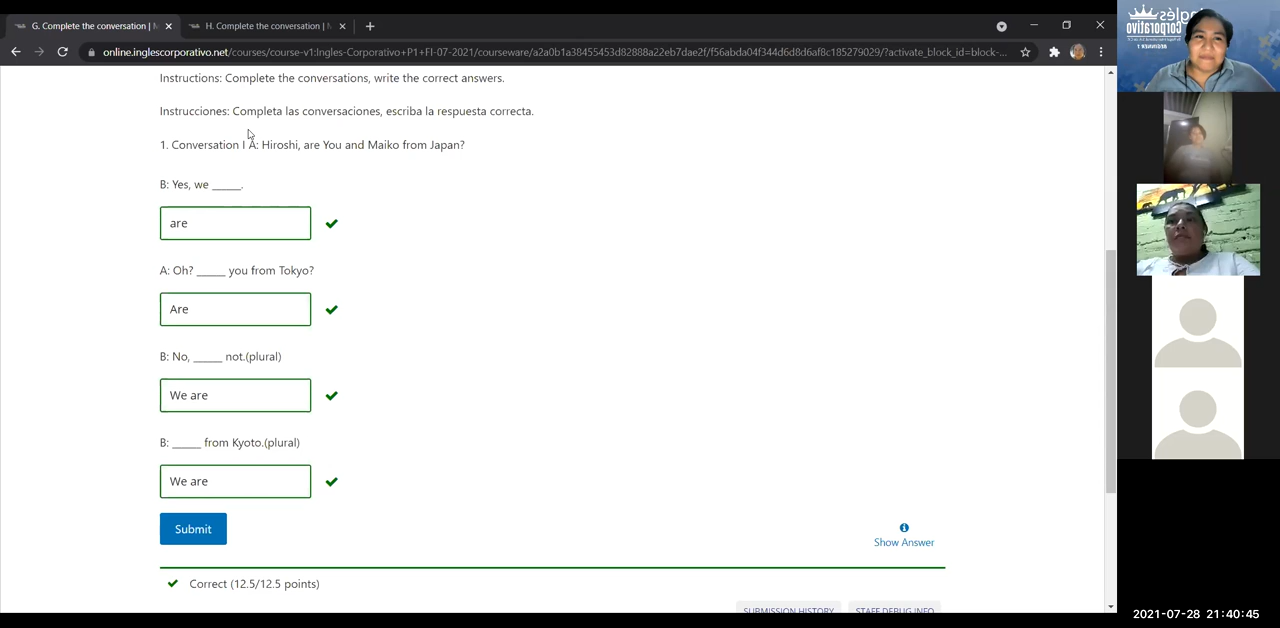 G. Complete the conversation |
H. Complete the conversation |
online.inglescorporativo.net/courses/course-v1:Ingles-Corporativo+P1+FI-07-2021/courseware/a2a0b1a38455453d82888a22eb7dae2f/f56abda04f344d6d8d6af8c185279029/?activate_block_id=block-...
Instructions: Complete the conversations, write the correct answers.
Instrucciones: Completa las conversaciones, escriba la respuesta correcta.
1. Conversation I A: Hiroshi, are You and Maiko from Japan?
B: Yes, we _____.
are
A: Oh? _____ you from Tokyo?
Are
B: No, _____ not.(plural)
We are
B: _____ from Kyoto.(plural)
We are
Submit
Show Answer
Correct (12.5/12.5 points)
SUBMISSION HISTORY
STAFF DEBUG INFO
Inglés
Corporativo
BEGINNER 1
2021-07-28 21:40:45